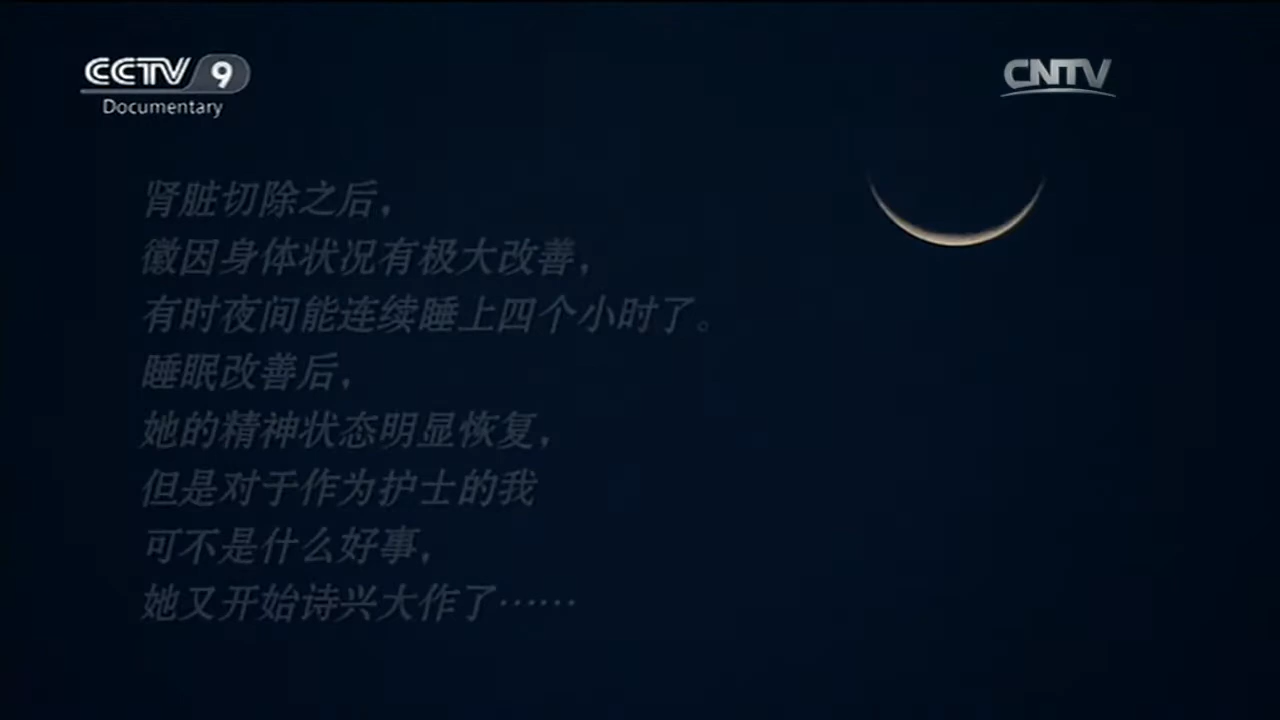 CCTV 9
Documentary
CNTV
肾脏切除之后，
徽因身体状况有极大改善，
有时夜间能连续睡上四个小时了。
睡眠改善后，
她的精神状态明显恢复，
但是对于作为护士的我
可不是什么好事，
她又开始诗兴大作了……